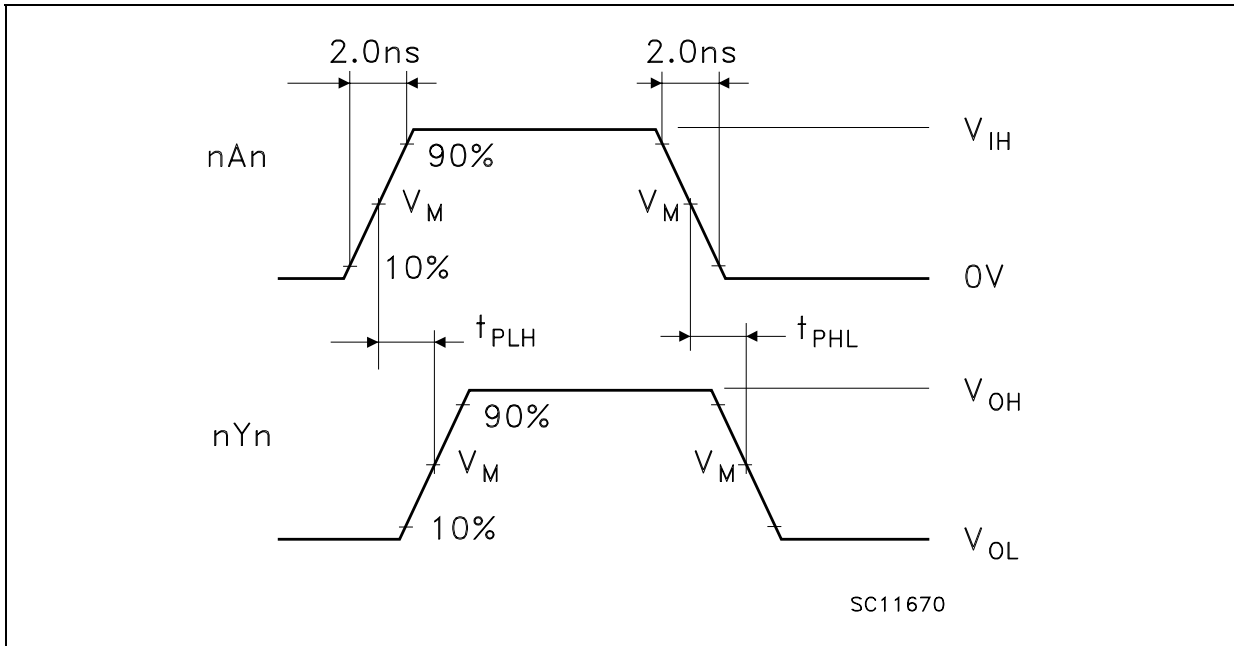 2.0ns 2.0ns
V_IH
90%
nAn
V_M V_M
10%
0V
t_PLH t_PHL
V_OH
90%
nYn
V_M V_M
10%
V_OL
SC11670